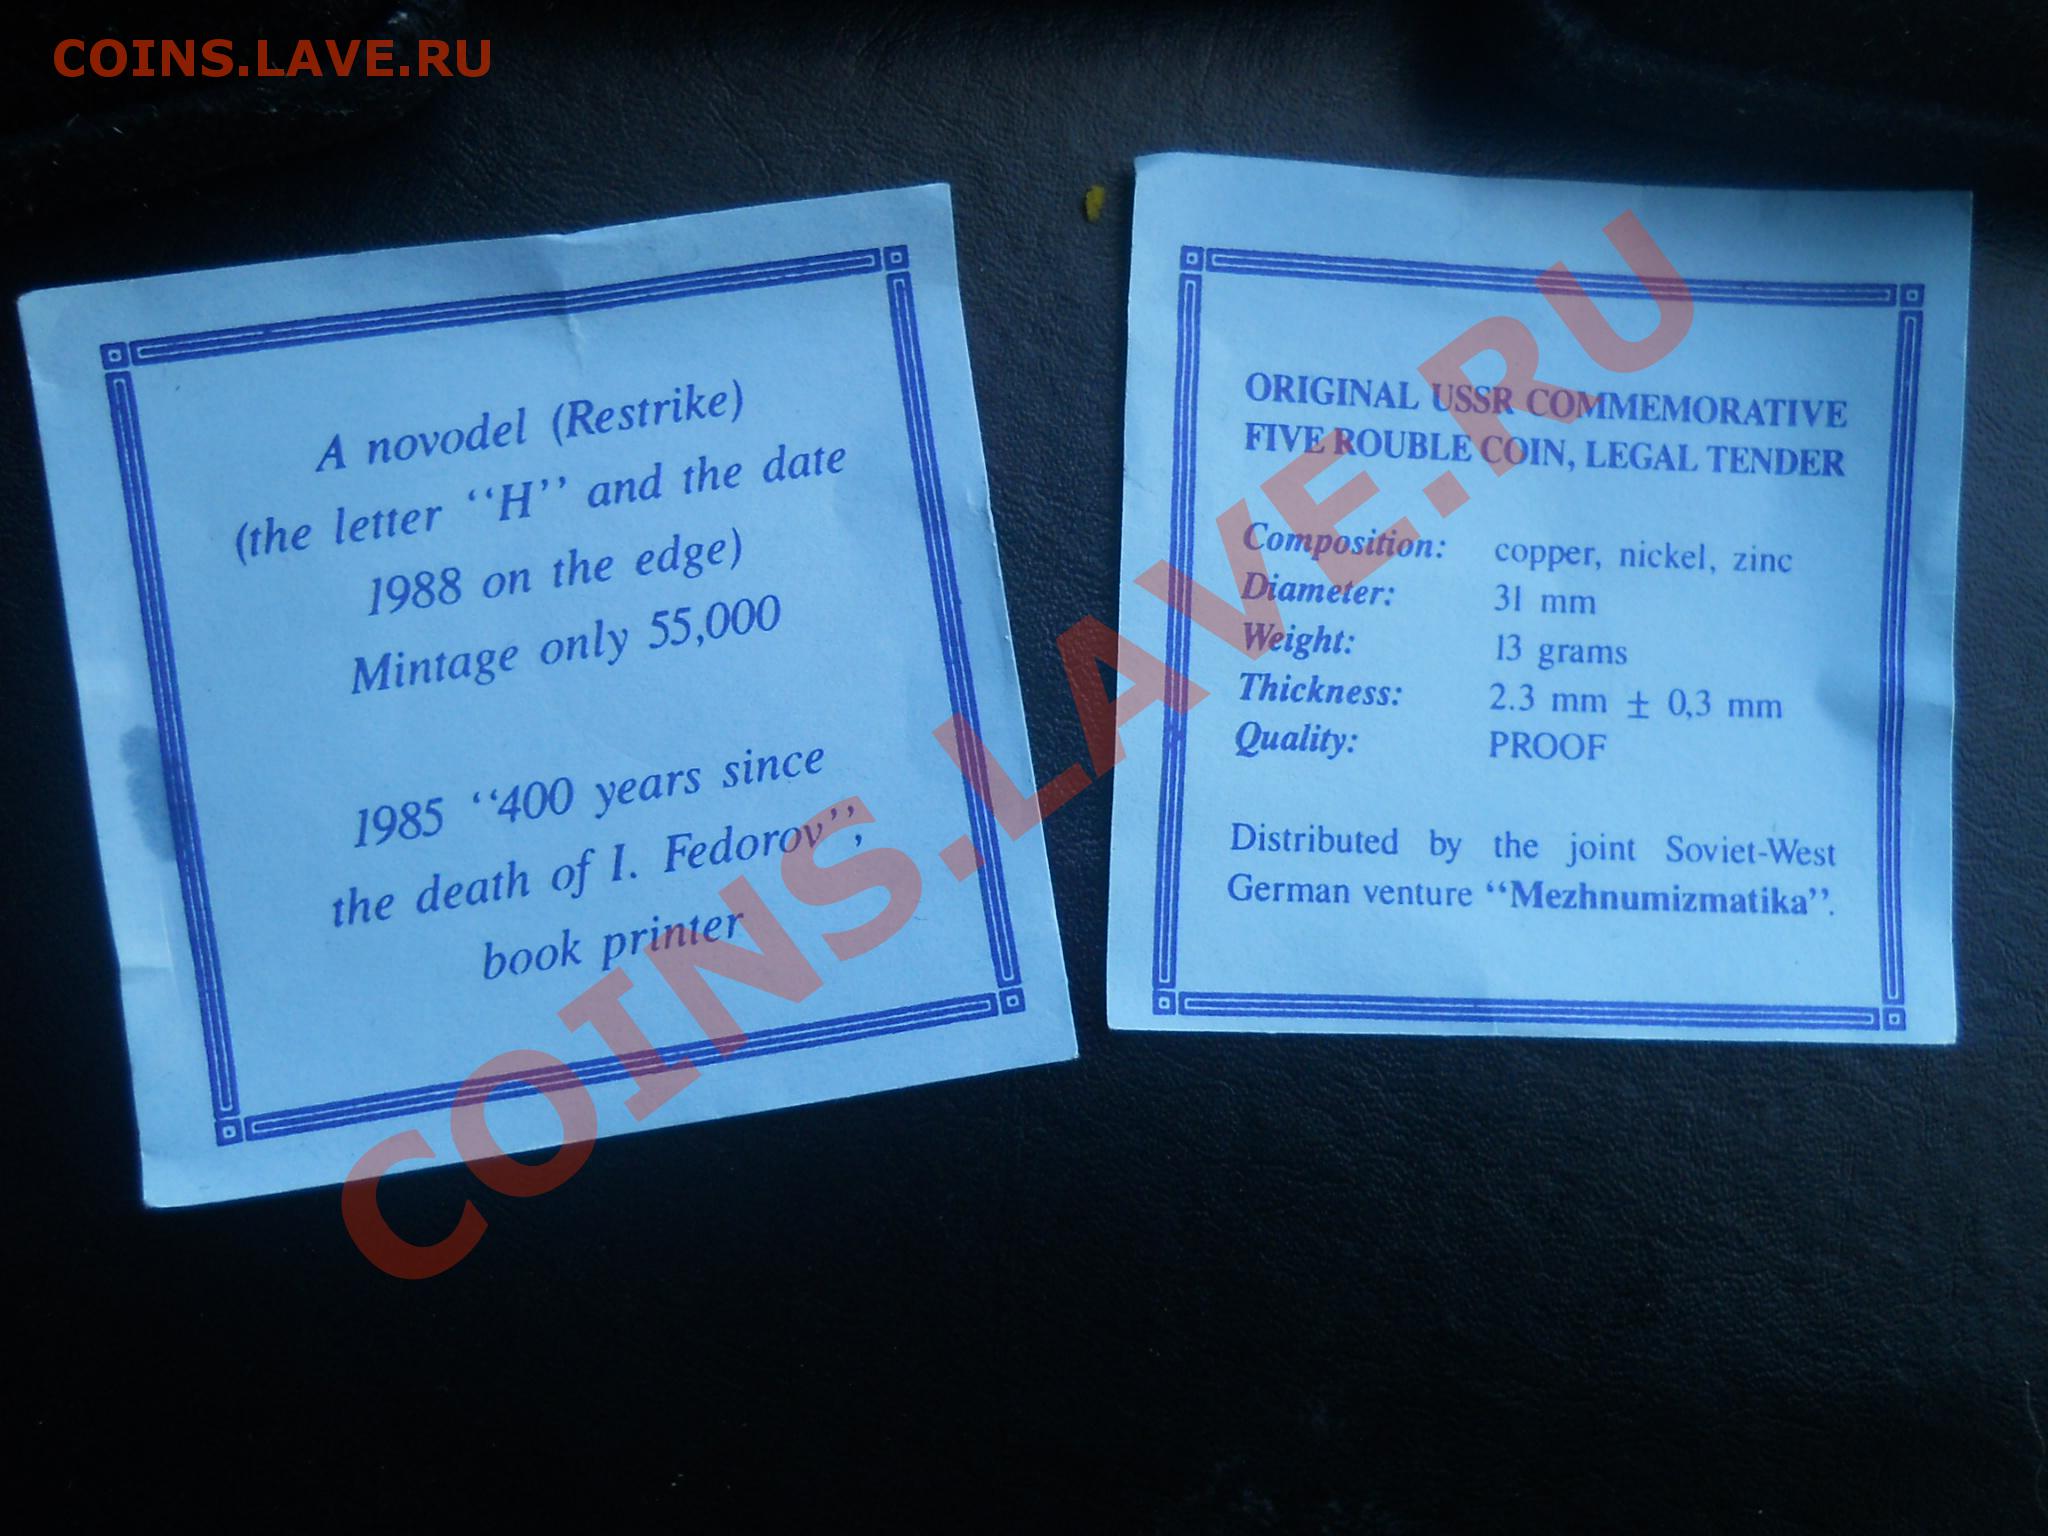 COINS.LAVE.RU
A novodel (Restrike)
(the letter ‘‘H’’ and the date
1988 on the edge)
Mintage only 55,000
1985 ‘‘400 years since
the death of I. Fedorov’’,
book printer
ORIGINAL USSR COMMEMORATIVE
FIVE ROUBLE COIN, LEGAL TENDER
Composition: copper, nickel, zinc
Diameter: 31 mm
Weight: 13 grams
Thickness: 2.3 mm ± 0,3 mm
Quality: PROOF
Distributed by the joint Soviet-West
German venture “Mezhnumizmatika”.
COINS.LAVE.RU